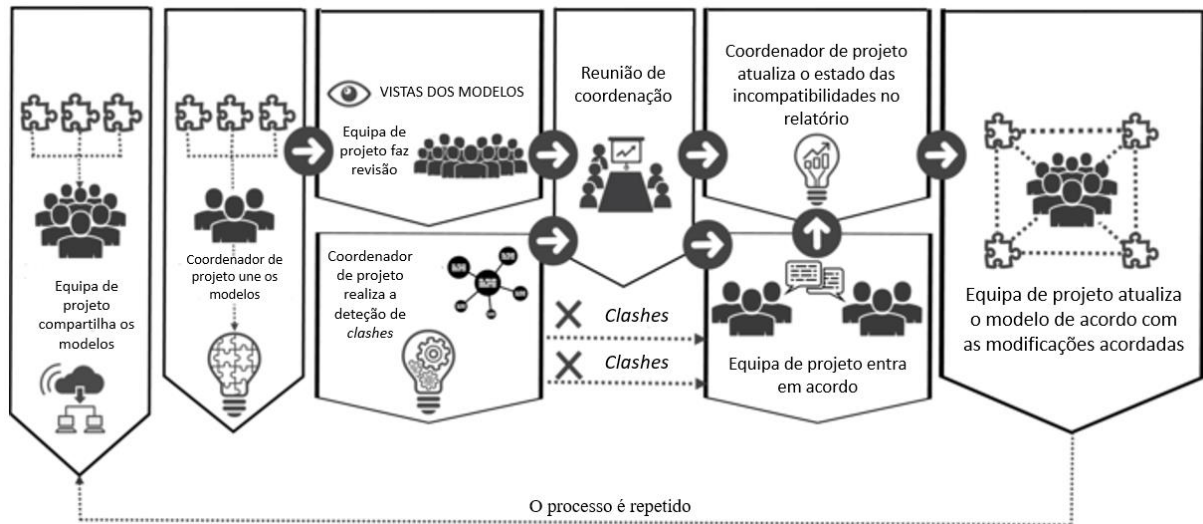 Equipa de
projeto
compartilha os
modelos
Coordenador de
projeto une os
modelos
VISTAS DOS MODELOS
Equipa de
projeto faz
revisão
Coordenador
de projeto
realiza a
deteção de
clashes
Reunião de
coordenação
Clashes
Clashes
Coordenador de projeto
atualiza o estado das
incompatibilidades no
relatório
Equipa de projeto entra
em acordo
Equipa de projeto atualiza
o modelo de acordo com
as modificações acordadas
O processo é repetido